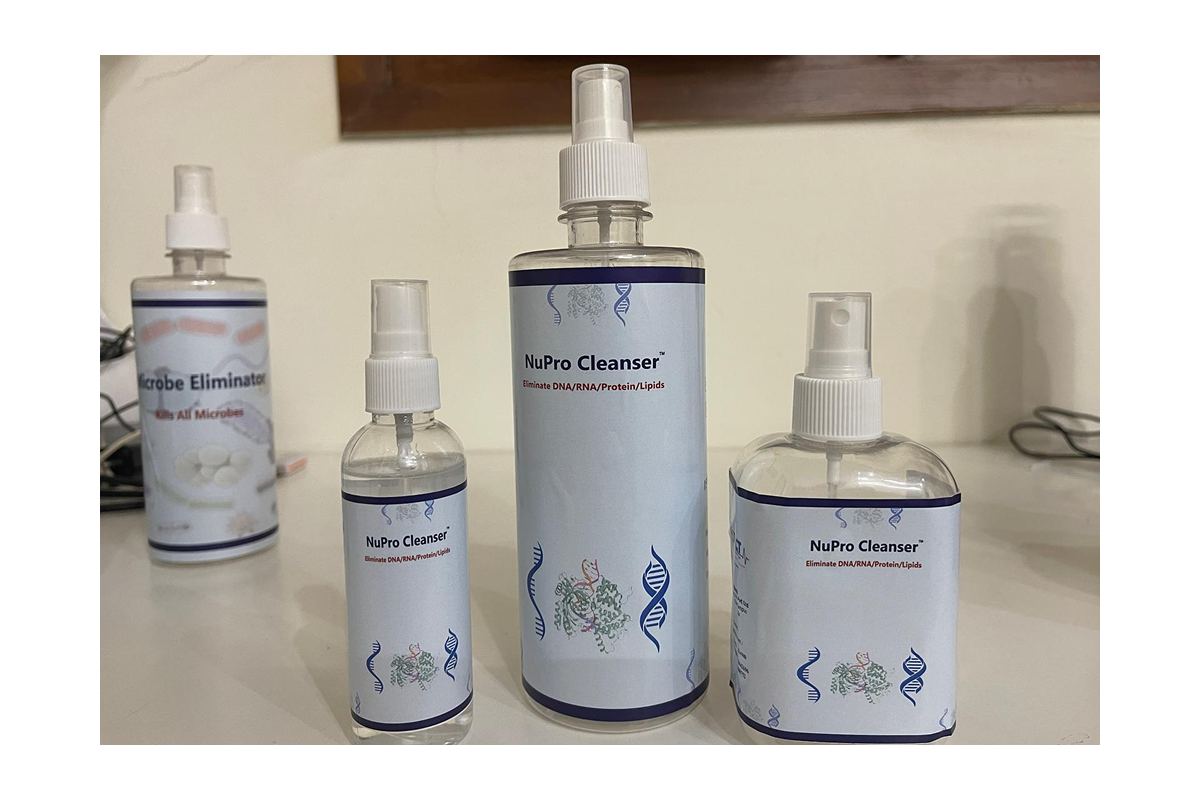 Microbe Eliminator
Kills All Microbes
NuPro Cleanser™
Eliminate DNA/RNA/Protein/Lipids
NuPro Cleanser™
Eliminate DNA/RNA/Protein/Lipids
NuPro Cleanser™
Eliminate DNA/RNA/Protein/Lipids